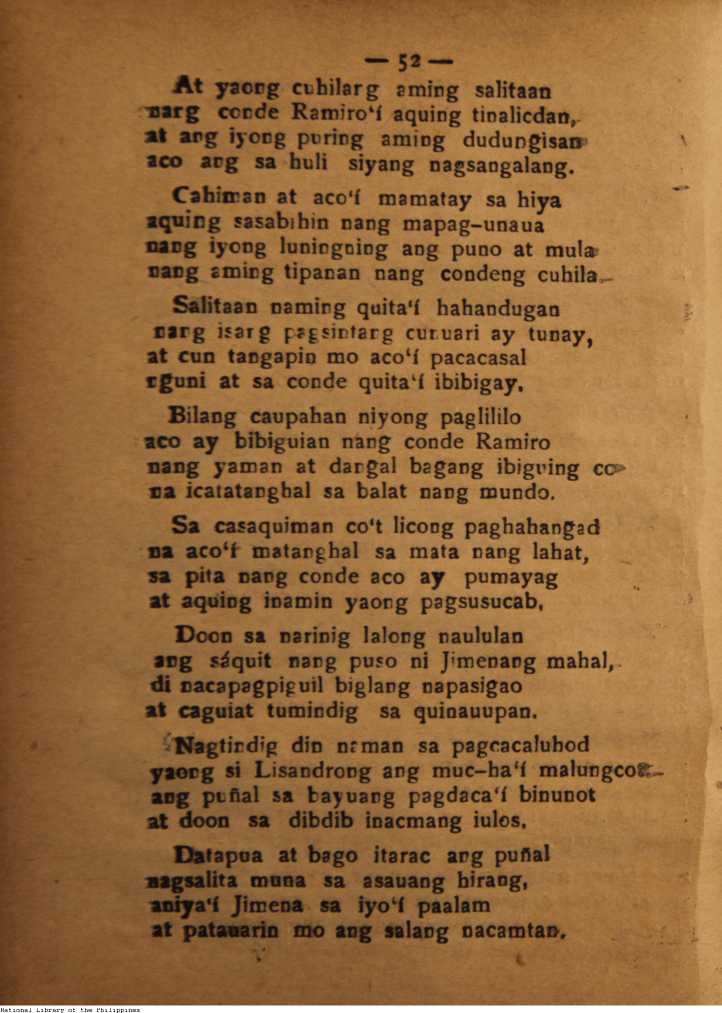 — 52 —
At yaong cuhilang aming salitaan
nang conde Ramiro‘í aquing tinalicdan,
at ang iyong puring aming dudungisan
aco ang sa huli siyang nagsangalang.
Cahiman at aco‘í mamatay sa hiya
aquing sasabihin nang mapag-unaua
nang iyong luningning ang puno at mula
nang aming tipanan nang condeng cuhila.
Salitaan naming quita‘í hahandugan
nang isang pagsintang cunuari ay tunay,
at cun tangapin mo aco‘í pacacasal
nguni at sa conde quita‘í ibibigay.
Bilang caupahan niyong paglililo
aco ay bibiguian nang conde Ramiro
nang yaman at dangal bagang ibiguing co
na icatatanghal sa balat nang mundo.
Sa casaquiman co‘t licong paghahangad
na aco‘í matanghal sa mata nang lahat,
sa pita nang conde aco ay pumayag
at aquing inamin yaong pagsusucab.
Doon sa narinig lalong naululan
ang sáquit nang puso ni Jimenang mahal,
di nacapagpiguil biglang napasigao
at caguiat tumindig sa quinauupan.
Nagtindig din naman sa pagcacaluhod
yaong si Lisandrong ang muc-ha‘í malungcot
ang puñal sa bayuang pagdaca‘í binunot
at doon sa dibdib inacmang iulos.
Datapua at bago itarac ang puñal
nagsalita muna sa asauang hirang,
aniya‘í Jimena sa iyo‘í paalam
at patauarin mo ang salang nacamtan.
National Library of the Philippines